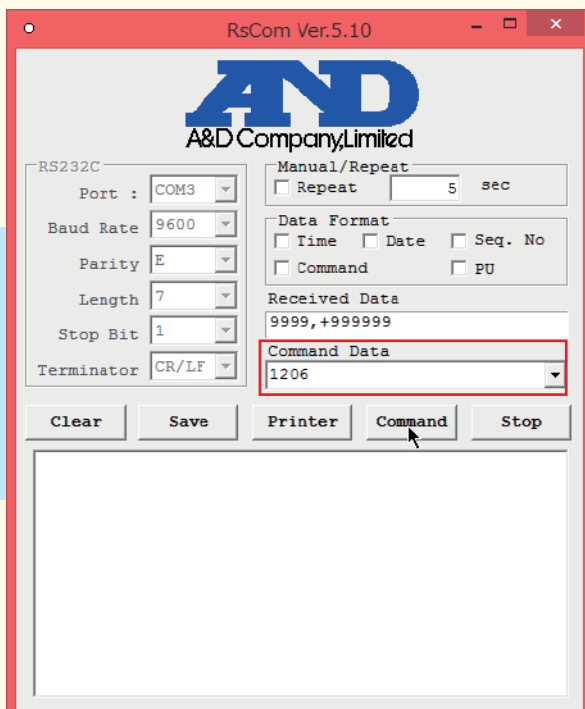 RsCom Ver.5.10
AND
A&D Company,Limited
RS232C
Port : COM3
Baud Rate 9600
Parity E
Length 7
Stop Bit 1
Terminator CR/LF
Manual/Repeat
Repeat 5 sec
Data Format
Time Date Seq. No
Command PU
Received Data
9999,+999999
Command Data
1206
Clear Save Printer Command Stop